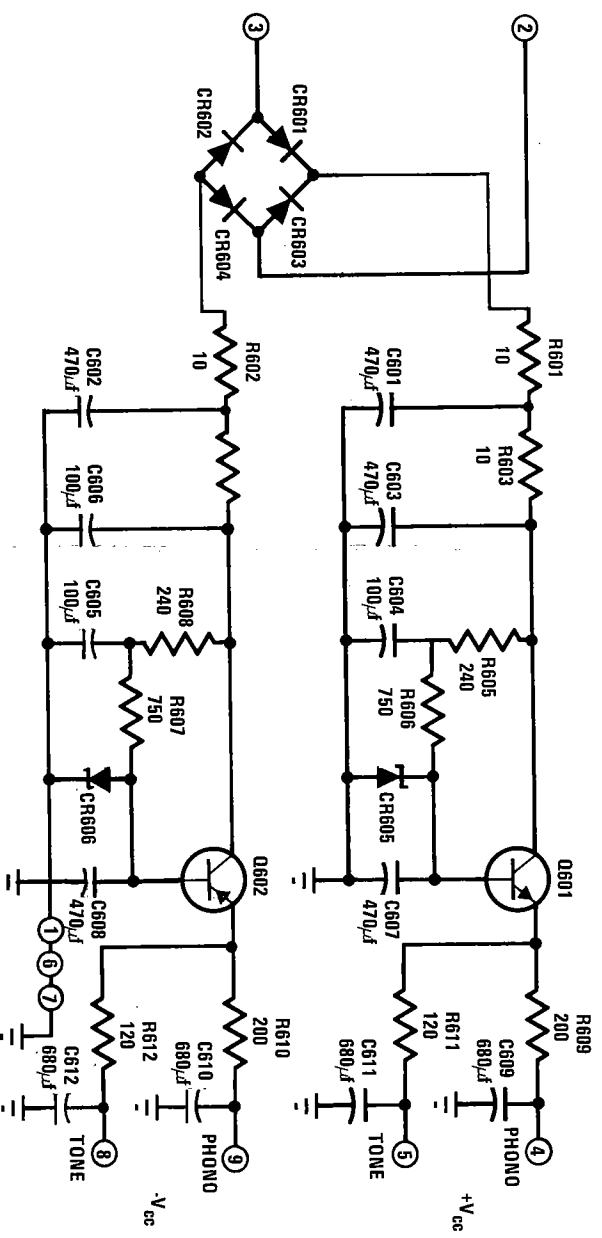 R601
10
R603
10
C601
470µf
C603
470µf
C604
100µf
R605
240
R606
750
CR605
Q601
C607
470µf
R609
200
R611
120
C609
680µf
C611
680µf
4
PHONO
5
TONE
+Vcc
2
3
CR601
CR602
CR603
CR604
R602
10
C602
470µf
C606
100µf
C605
100µf
R608
240
R607
750
CR606
Q602
C608
470µf
1
6
7
R610
200
R612
120
C610
680µf
C612
680µf
9
PHONO
8
TONE
-Vcc